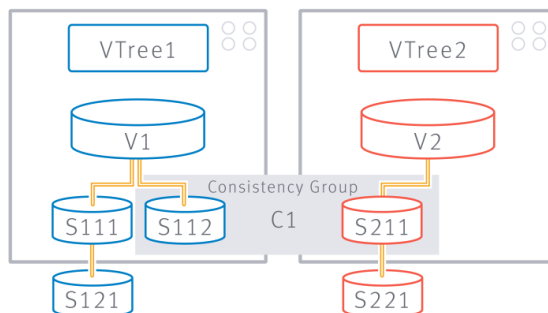 VTree1
VTree2
V1
V2
Consistency Group
C1
S111
S112
S211
S121
S221